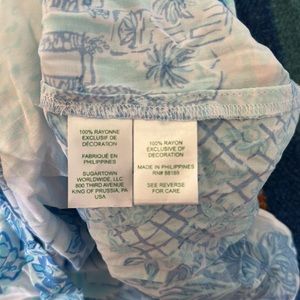 100% RAYONNE
EXCLUSIF DE
DÉCORATION
FABRIQUÉ EN
PHILIPPINES
SUGARTOWN
WORLDWIDE, LLC
800 THIRD AVENUE
KING OF PRUSSIA, PA
USA
100% RAYON
EXCLUSIVE OF
DECORATION
MADE IN PHILIPPINES
RN# 88189
SEE REVERSE
FOR CARE